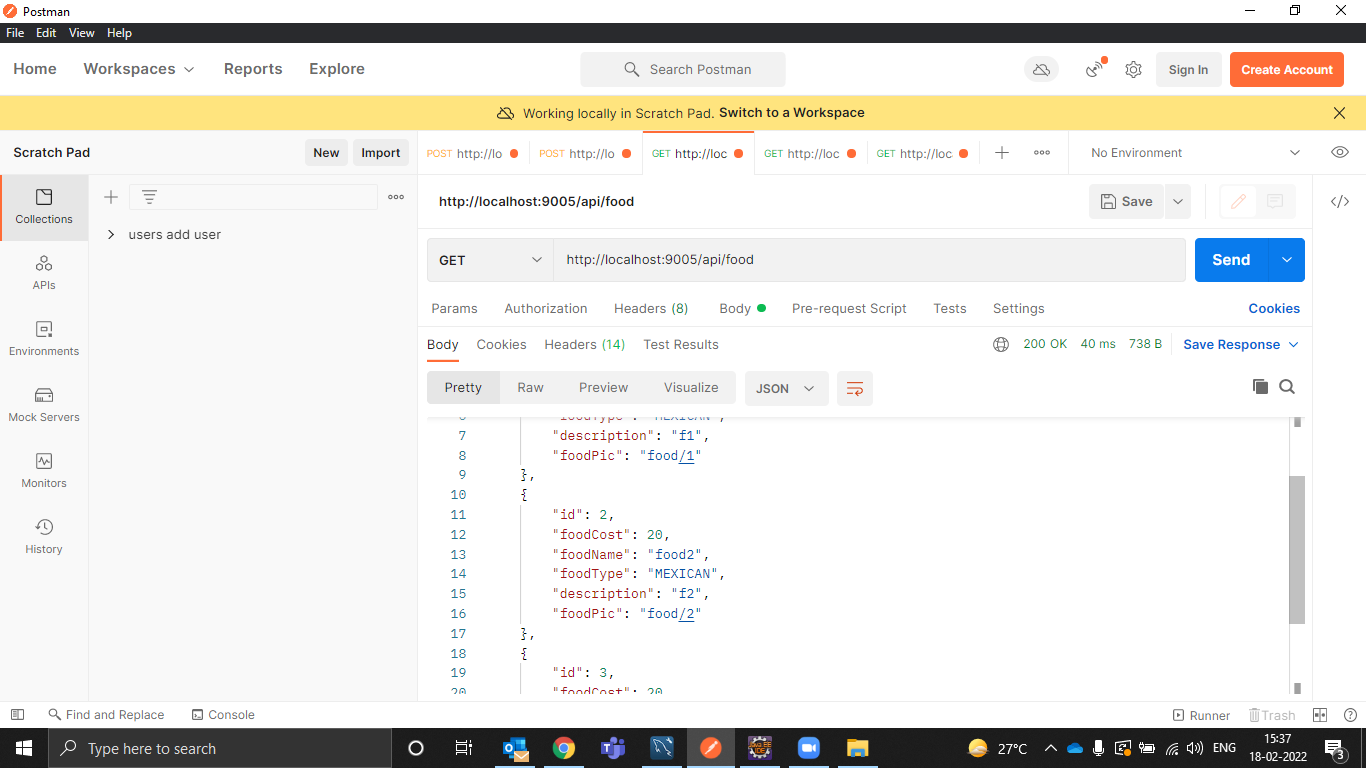 Postman
File Edit View Help
Home Workspaces Reports Explore Search Postman Sign In Create Account
Working locally in Scratch Pad. Switch to a Workspace
Scratch Pad New Import POST http://lo POST http://lo GET http://loc GET http://loc GET http://loc No Environment
Collections
APIs
Environments
Mock Servers
Monitors
History
users add user
http://localhost:9005/api/food Save
GET http://localhost:9005/api/food Send
Params Authorization Headers (8) Body Pre-request Script Tests Settings Cookies
Body Cookies Headers (14) Test Results 200 OK 40 ms 738 B Save Response
Pretty Raw Preview Visualize JSON
6 "foodType": "MEXICAN",
7 "description": "f1",
8 "foodPic": "food/1"
9 },
10 {
11 "id": 2,
12 "foodCost": 20,
13 "foodName": "food2",
14 "foodType": "MEXICAN",
15 "description": "f2",
16 "foodPic": "food/2"
17 },
18 {
19 "id": 3,
20 "foodCost": 20
Find and Replace Console Runner Trash
Type here to search 27°C ENG 15:37
18-02-2022 3